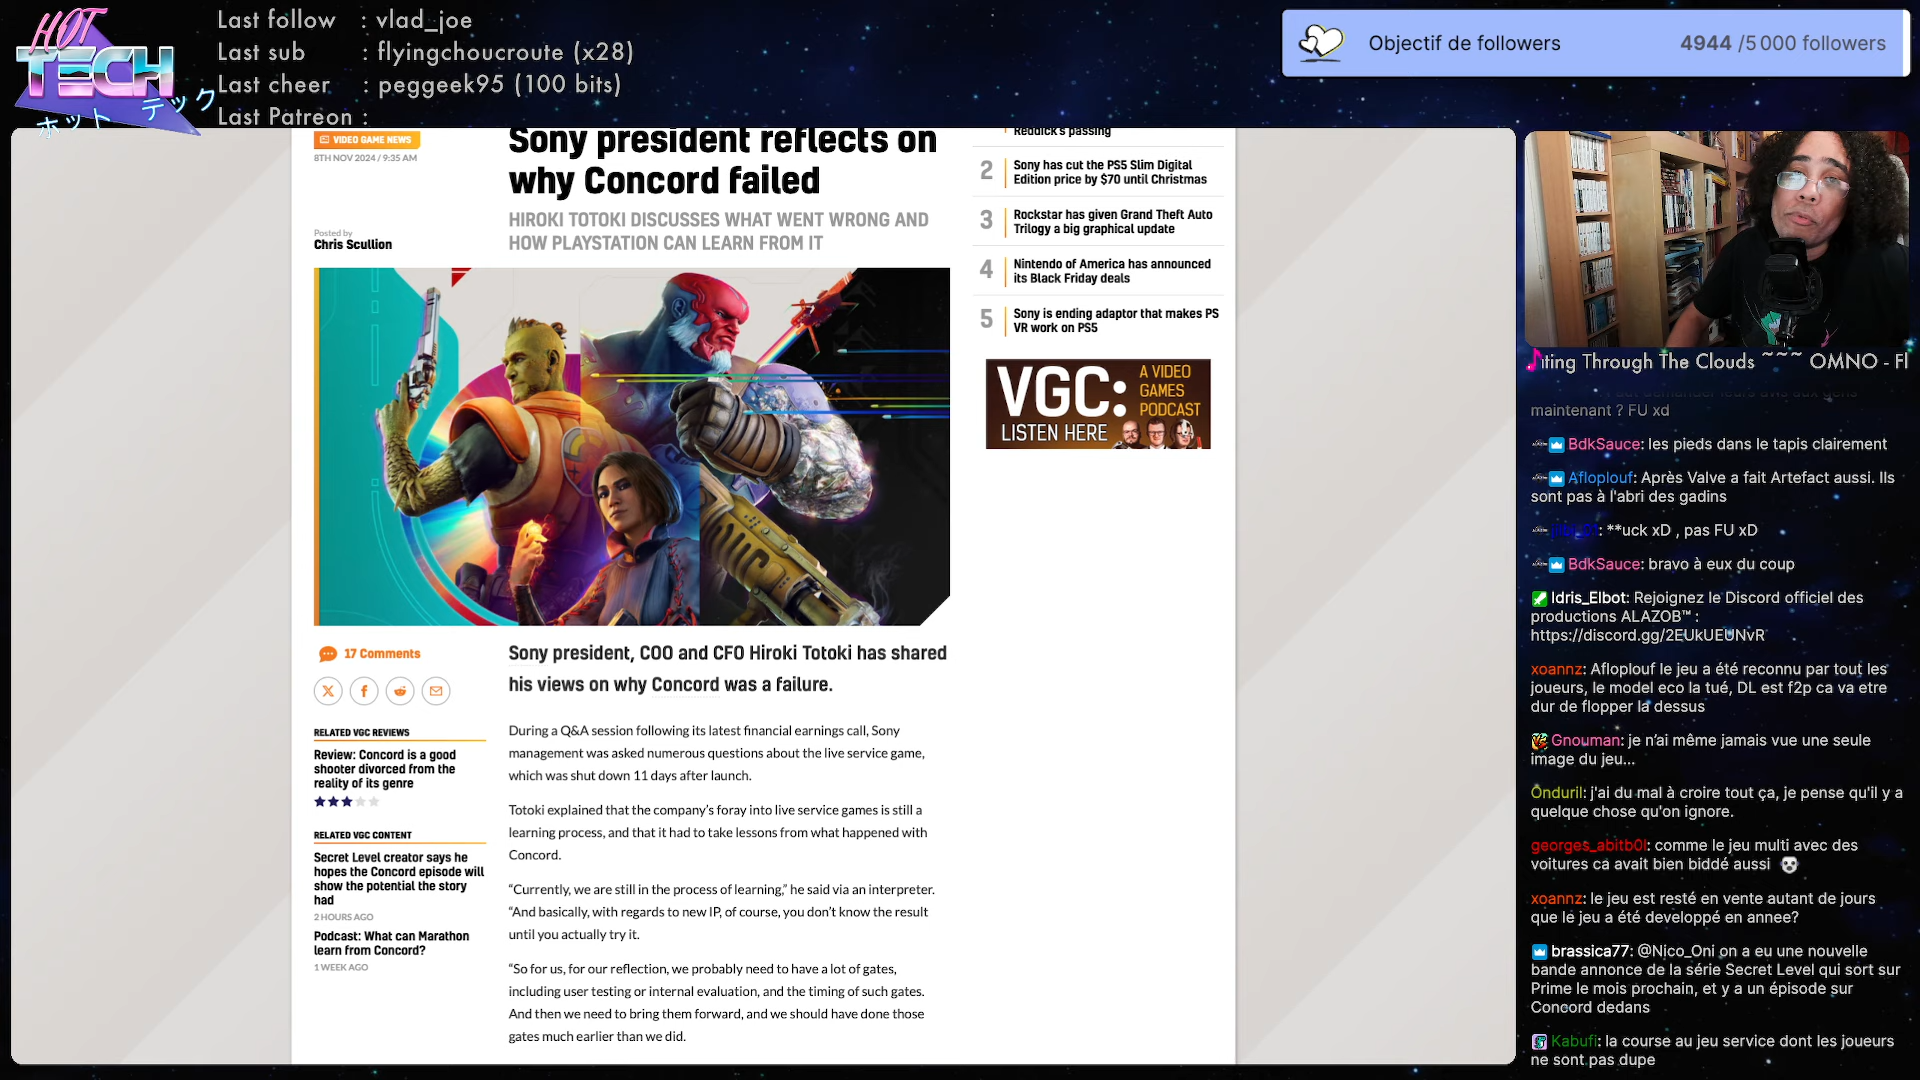 HOT
TECH
ホット テック
Last follow : vlad_joe
Last sub : flyingchoucroute (x28)
Last cheer : peggeek95 (100 bits)
Last Patreon :
Objectif de followers 4944 /5 000 followers
VIDEO GAME NEWS
8TH NOV 2024 / 9:35 AM
Posted by
Chris Scullion
Sony president reflects on
why Concord failed
HIROKI TOTOKI DISCUSSES WHAT WENT WRONG AND
HOW PLAYSTATION CAN LEARN FROM IT
17 Comments
RELATED VGC REVIEWS
Review: Concord is a good
shooter divorced from the
reality of its genre
RELATED VGC CONTENT
Secret Level creator says he
hopes the Concord episode will
show the potential the story
had
2 HOURS AGO
Podcast: What can Marathon
learn from Concord?
1 WEEK AGO
Sony president, COO and CFO Hiroki Totoki has shared
his views on why Concord was a failure.
During a Q&A session following its latest financial earnings call, Sony
management was asked numerous questions about the live service game,
which was shut down 11 days after launch.
Totoki explained that the company’s foray into live service games is still a
learning process, and that it had to take lessons from what happened with
Concord.
“Currently, we are still in the process of learning,” he said via an interpreter.
“And basically, with regards to new IP, of course, you don’t know the result
until you actually try it.
“So for us, for our reflection, we probably need to have a lot of gates,
including user testing or internal evaluation, and the timing of such gates.
And then we need to bring them forward, and we should have done those
gates much earlier than we did.
Reddick's passing
2 Sony has cut the PS5 Slim Digital
Edition price by $70 until Christmas
3 Rockstar has given Grand Theft Auto
Trilogy a big graphical update
4 Nintendo of America has announced
its Black Friday deals
5 Sony is ending adaptor that makes PS
VR work on PS5
VGC: A VIDEO
GAMES
PODCAST
LISTEN HERE
ting Through The Clouds ~~~ OMNO - Fl
maintenant ? FU xd
BdkSauce: les pieds dans le tapis clairement
Afloplouf: Après Valve a fait Artefact aussi. Ils
sont pas à l'abri des gadins
: **uck xD , pas FU xD
BdkSauce: bravo à eux du coup
Idris_Elbot: Rejoignez le Discord officiel des
productions ALAZOB™ :
https://discord.gg/2EUkUEUNvR
xoannz: Afloplouf le jeu a été reconnu par tout les
joueurs, le model eco la tué, DL est f2p ca va etre
dur de flopper la dessus
Gnouman: je n’ai même jamais vue une seule
image du jeu...
Onduril: j'ai du mal à croire tout ça, je pense qu'il y a
quelque chose qu'on ignore.
georges_abitb0l: comme le jeu multi avec des
voitures ca avait bien biddé aussi
xoannz: le jeu est resté en vente autant de jours
que le jeu a été developpé en annee?
brassica77: @Nico_Oni on a eu une nouvelle
bande annonce de la série Secret Level qui sort sur
Prime le mois prochain, et y a un épisode sur
Concord dedans
Kabufi: la course au jeu service dont les joueurs
ne sont pas dupe